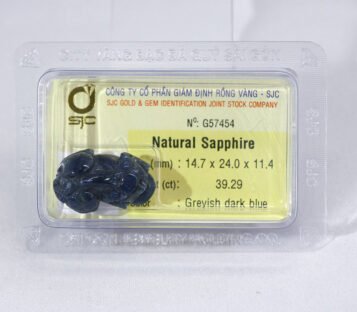 SJC
CÔNG TY CỔ PHẦN GIÁM ĐỊNH RỒNG VÀNG - SJC
SJC GOLD & GEM IDENTIFICATION JOINT STOCK COMPANY
Nº: G57454
Natural Sapphire
(mm) : 14.7 x 24.0 x 11.4
(ct): 39.29
: Greyish dark blue